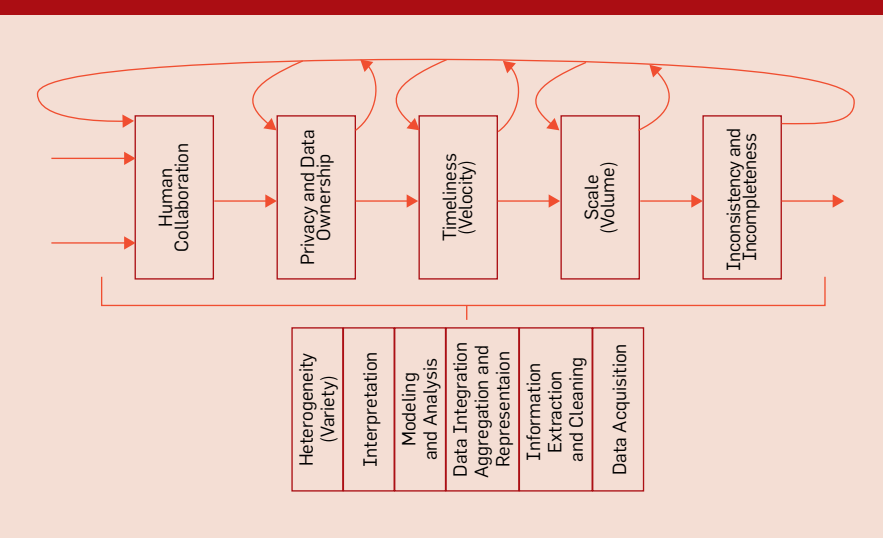 Human
Collaboration
Privacy and Data
Ownership
Timeliness
(Velocity)
Scale
(Volume)
Inconsistency and
Incompleteness
Heterogeneity
(Variety)
Interpretation
Modeling
and Analysis
Data Integration
Aggregation and
Representaion
Information
Extraction
and Cleaning
Data Acquisition